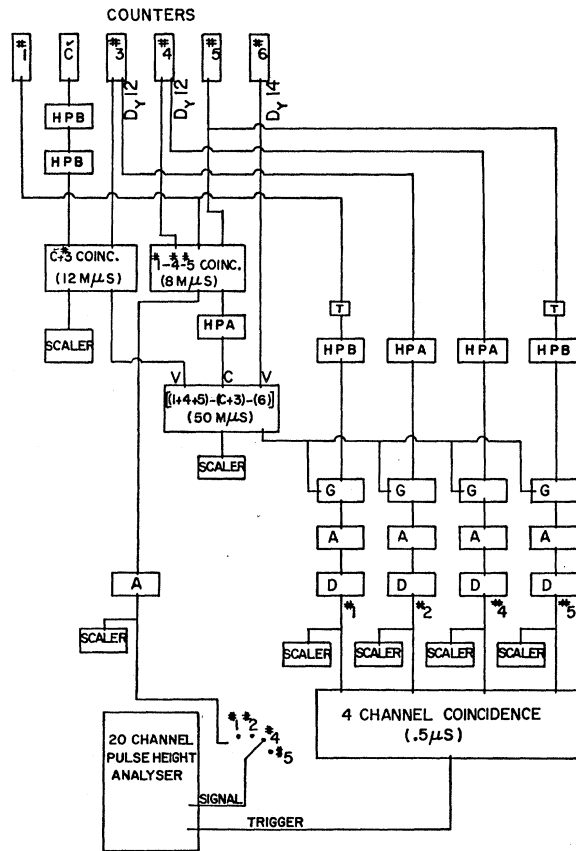 COUNTERS
#1 Č #3 #4 #5 #6
DY 12
DY 12
DY 14
HPB
HPB
Č+#3 COINC.
(12 MµS)
#1-#4-#5 COINC.
(8MµS)
SCALER
HPA
T
T
HPB
HPA
HPA
HPB
V C V
[(1+4+5)-(C+3)-(6)]
(50 MµS)
SCALER
G G G G
A A A A
A
D D D D
#1 #2 #4 #5
SCALER
SCALER
SCALER
SCALER
SCALER
4 CHANNEL COINCIDENCE
(.5µS)
#1 #2 #4
#5
20 CHANNEL
PULSE HEIGHT
ANALYSER
SIGNAL
TRIGGER